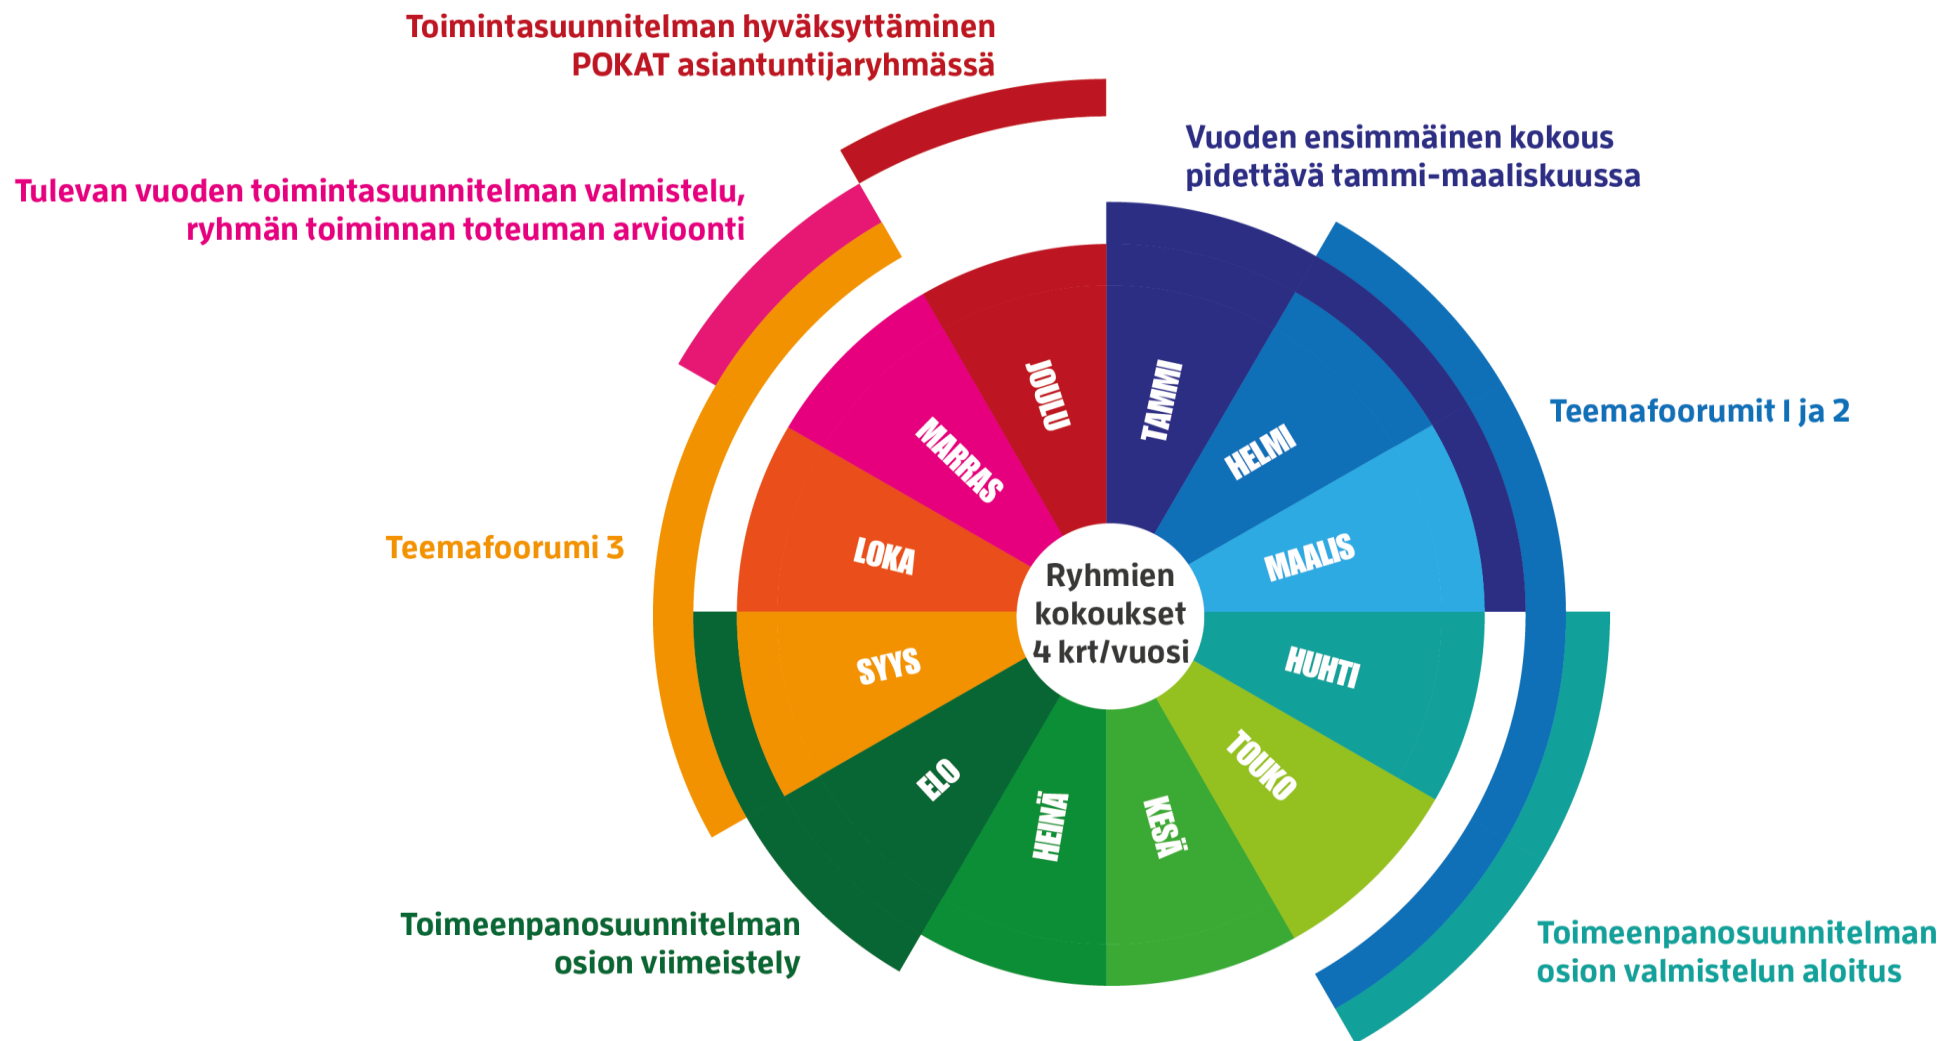 Toimintasuunnitelman hyväksyttäminen
POKAT asiantuntijaryhmässä
Vuoden ensimmäinen kokous
pidettävä tammi-maaliskuussa
Tulevan vuoden toimintasuunnitelman valmistelu,
ryhmän toiminnan toteuman arvioonti
Teemafoorumit 1 ja 2
Teemafoorumi 3
Toimeenpanosuunnitelman
osion viimeistely
Toimeenpanosuunnitelman
osion valmistelun aloitus
TAMMI
HELMI
MAALIS
HUHTI
TOUKO
KESÄ
HEINÄ
ELO
SYYS
LOKA
MARRAS
JOULU
Ryhmien
kokoukset
4 krt/vuosi